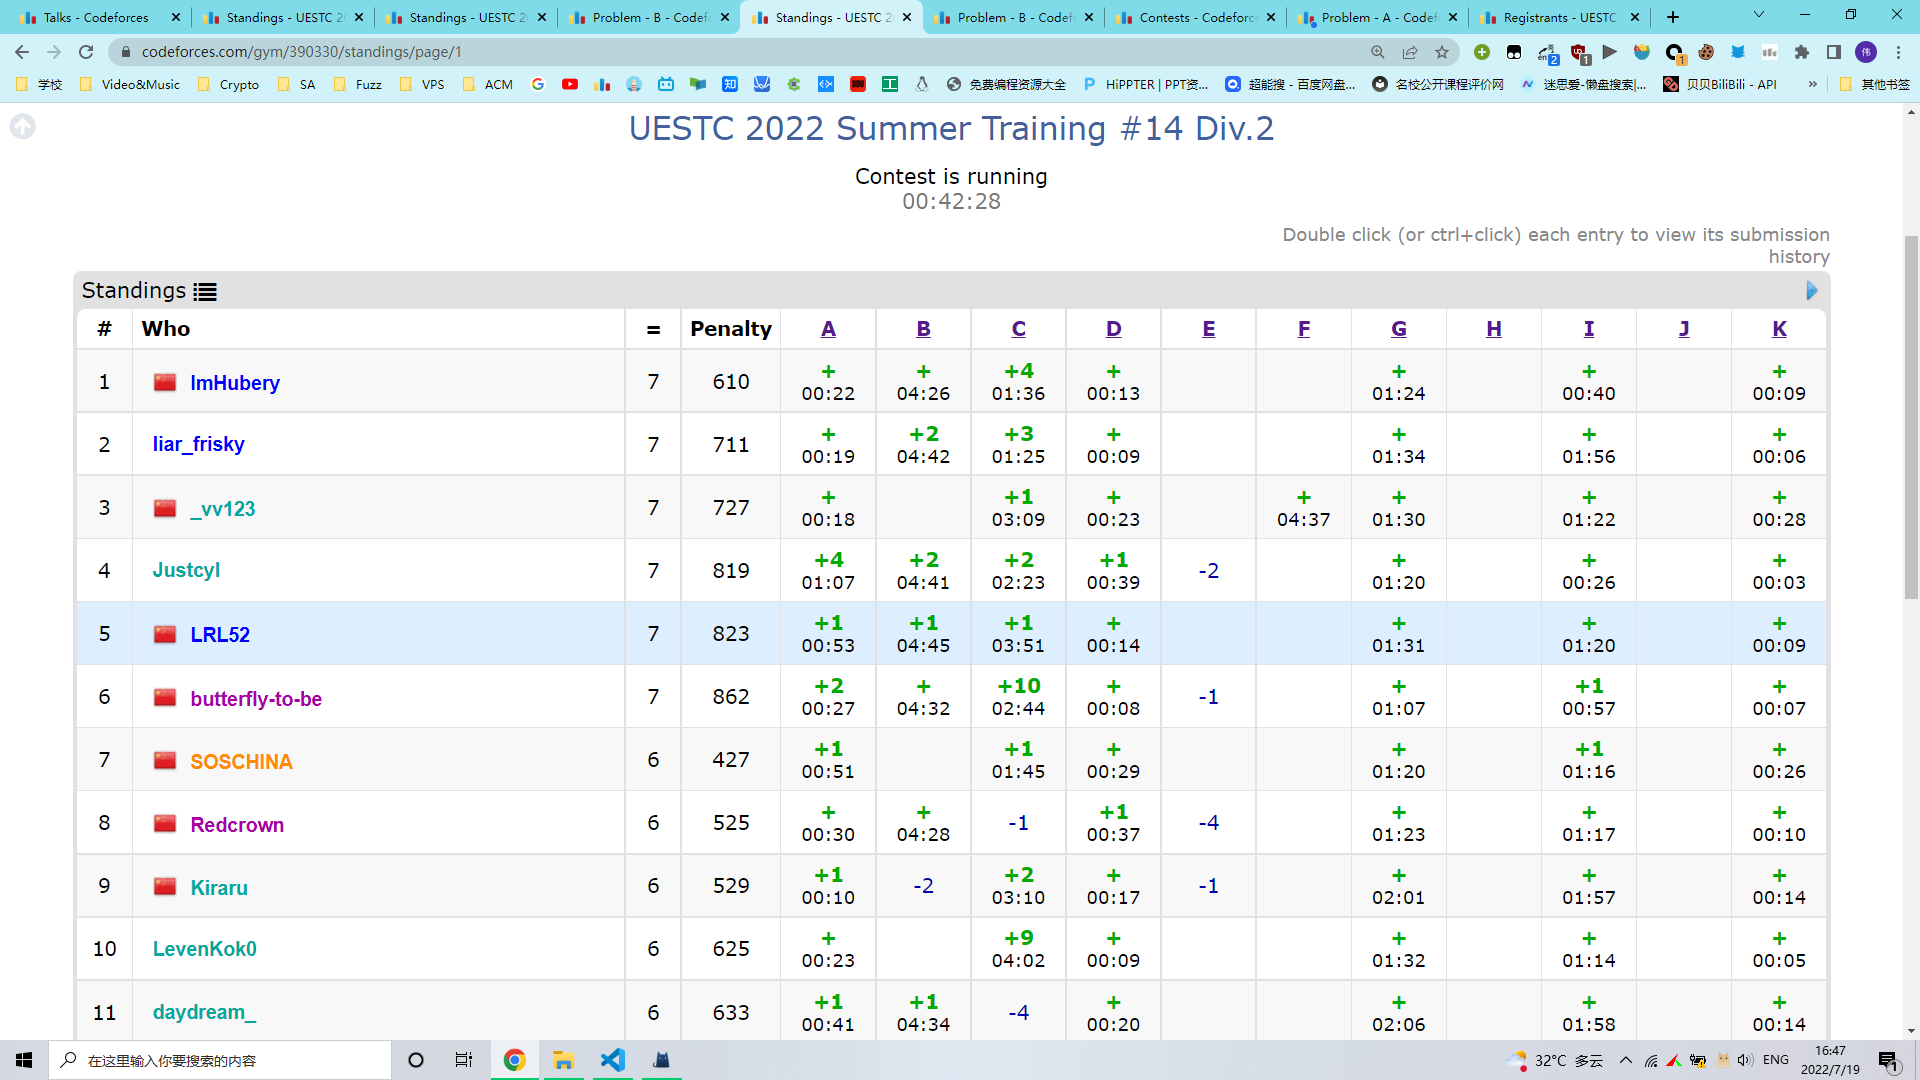 Talks - Codeforces
Standings - UESTC 2
Standings - UESTC 2
Problem - B - Codef
Standings - UESTC 2
Problem - B - Codef
Contests - Codeforc
Problem - A - Codef
Registrants - UESTC
codeforces.com/gym/390330/standings/page/1
学校 Video&Music Crypto SA Fuzz VPS ACM 免费编程资源大全 HiPPTER | PPT资... 超能搜 - 百度网盘... 名校公开课程评价网 迷思爱-懒盘搜索|... 贝贝BiliBili - API » 其他书签
UESTC 2022 Summer Training #14 Div.2
Contest is running
00:42:28
Double click (or ctrl+click) each entry to view its submission
history
Standings
# Who = Penalty A B C D E F G H I J K
1 ImHubery 7 610 + + +4 + + + +
00:22 04:26 01:36 00:13 01:24 00:40 00:09
2 liar_frisky 7 711 + +2 +3 + + + +
00:19 04:42 01:25 00:09 01:34 01:56 00:06
3 _vv123 7 727 + +1 + + + + +
00:18 03:09 00:23 04:37 01:30 01:22 00:28
4 Justcyl 7 819 +4 +2 +2 +1 -2 + + +
01:07 04:41 02:23 00:39 01:20 00:26 00:03
5 LRL52 7 823 +1 +1 +1 + + + +
00:53 04:45 03:51 00:14 01:31 01:20 00:09
6 butterfly-to-be 7 862 +2 + +10 + -1 + +1 +
00:27 04:32 02:44 00:08 01:07 00:57 00:07
7 SOSCHINA 6 427 +1 +1 + + +1 +
00:51 01:45 00:29 01:20 01:16 00:26
8 Redcrown 6 525 + + -1 +1 -4 + + +
00:30 04:28 00:37 01:23 01:17 00:10
9 Kiraru 6 529 +1 -2 +2 + -1 + + +
00:10 03:10 00:17 02:01 01:57 00:14
10 LevenKok0 6 625 + +9 + + + +
00:23 04:02 00:09 01:32 01:14 00:05
11 daydream_ 6 633 +1 +1 -4 + + + +
00:41 04:34 00:20 02:06 01:58 00:14
在这里输入你要搜索的内容
32°C 多云
ENG
16:47
2022/7/19